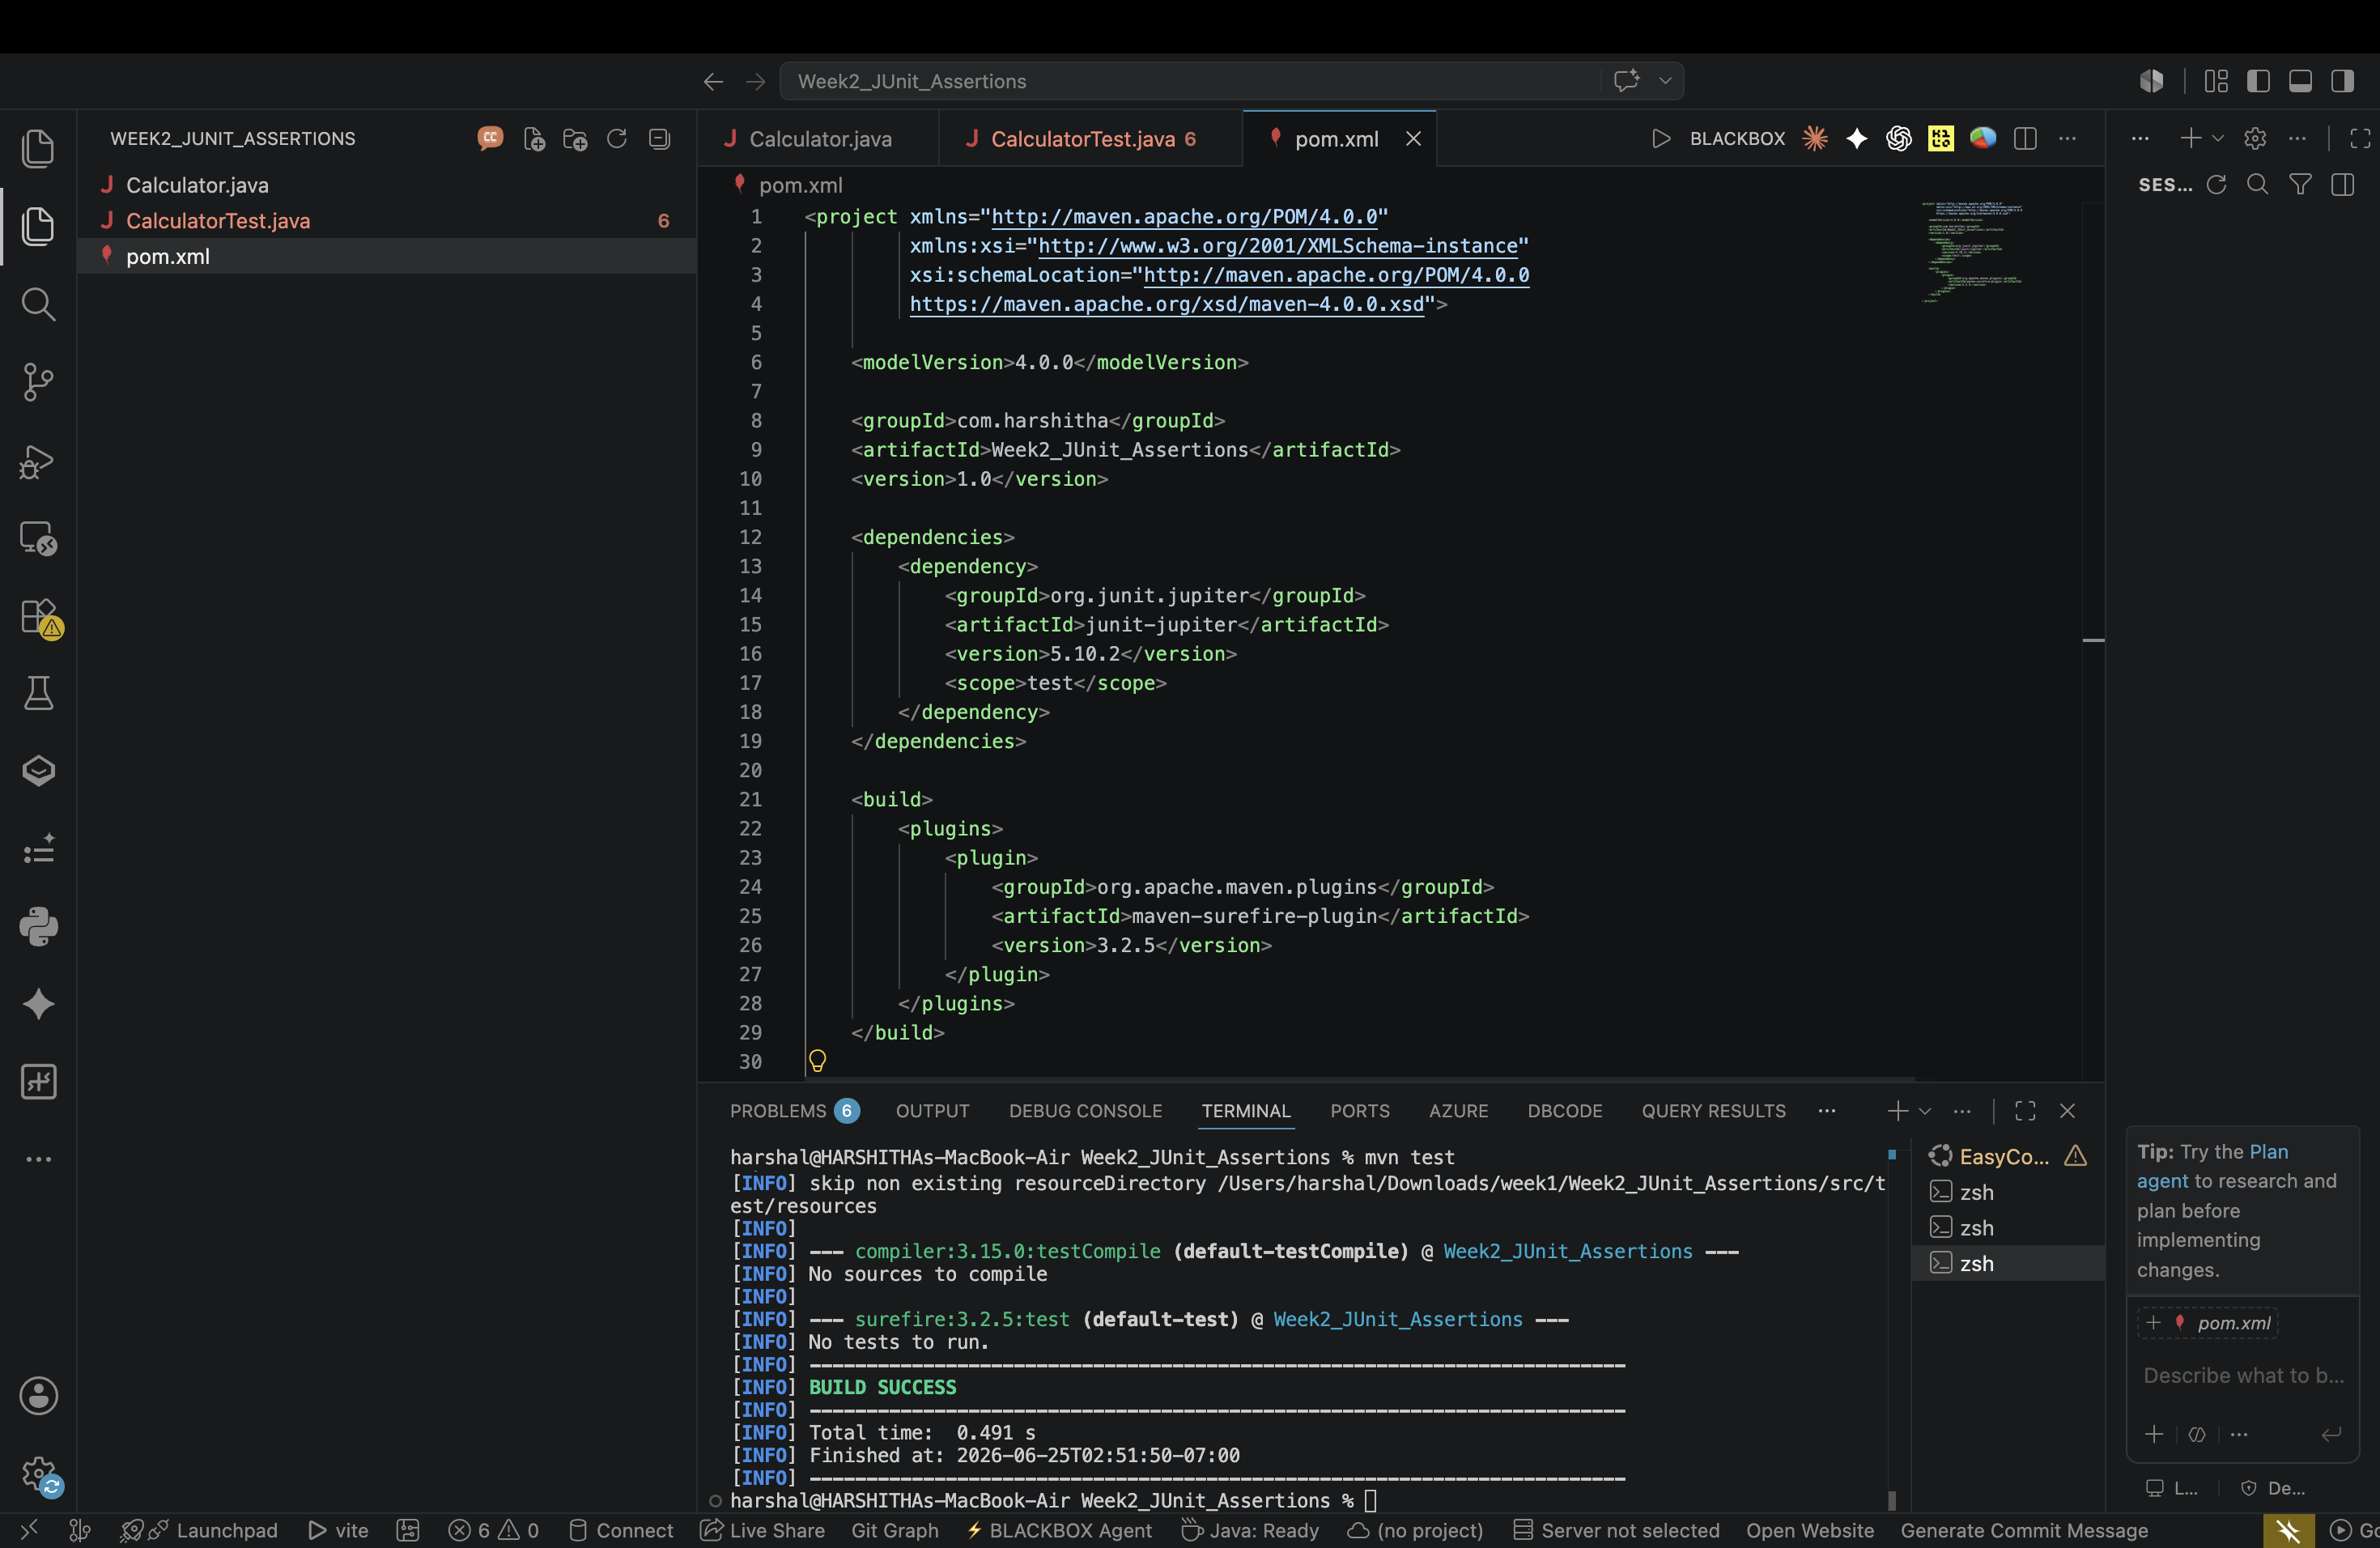 Week2_JUnit_Assertions
WEEK2_JUNIT_ASSERTIONS
CC
Calculator.java
CalculatorTest.java
6
pom.xml
Calculator.java
CalculatorTest.java 6
pom.xml
BLACKBOX
SES...
pom.xml
1 <project xmlns="http://maven.apache.org/POM/4.0.0"
2 xmlns:xsi="http://www.w3.org/2001/XMLSchema-instance"
3 xsi:schemaLocation="http://maven.apache.org/POM/4.0.0
4 https://maven.apache.org/xsd/maven-4.0.0.xsd">
5
6 <modelVersion>4.0.0</modelVersion>
7
8 <groupId>com.harshitha</groupId>
9 <artifactId>Week2_JUnit_Assertions</artifactId>
10 <version>1.0</version>
11
12 <dependencies>
13 <dependency>
14 <groupId>org.junit.jupiter</groupId>
15 <artifactId>junit-jupiter</artifactId>
16 <version>5.10.2</version>
17 <scope>test</scope>
18 </dependency>
19 </dependencies>
20
21 <build>
22 <plugins>
23 <plugin>
24 <groupId>org.apache.maven.plugins</groupId>
25 <artifactId>maven-surefire-plugin</artifactId>
26 <version>3.2.5</version>
27 </plugin>
28 </plugins>
29 </build>
30
PROBLEMS 6 OUTPUT DEBUG CONSOLE TERMINAL PORTS AZURE DBCODE QUERY RESULTS
harshal@HARSHITHAs-MacBook-Air Week2_JUnit_Assertions % mvn test
[INFO] skip non existing resourceDirectory /Users/harshal/Downloads/week1/Week2_JUnit_Assertions/src/t
est/resources
[INFO]
[INFO] --- compiler:3.15.0:testCompile (default-testCompile) @ Week2_JUnit_Assertions ---
[INFO] No sources to compile
[INFO]
[INFO] --- surefire:3.2.5:test (default-test) @ Week2_JUnit_Assertions ---
[INFO] No tests to run.
[INFO] ------------------------------------------------------------------------
[INFO] BUILD SUCCESS
[INFO] ------------------------------------------------------------------------
[INFO] Total time:  0.491 s
[INFO] Finished at: 2026-06-25T02:51:50-07:00
[INFO] ------------------------------------------------------------------------
harshal@HARSHITHAs-MacBook-Air Week2_JUnit_Assertions %
EasyCo...
zsh
zsh
zsh
Tip: Try the Plan
agent to research and
plan before
implementing
changes.
pom.xml
Describe what to b...
L...
De...
Launchpad vite 6 0 Connect Live Share Git Graph BLACKBOX Agent Java: Ready (no project) Server not selected Open Website Generate Commit Message Go